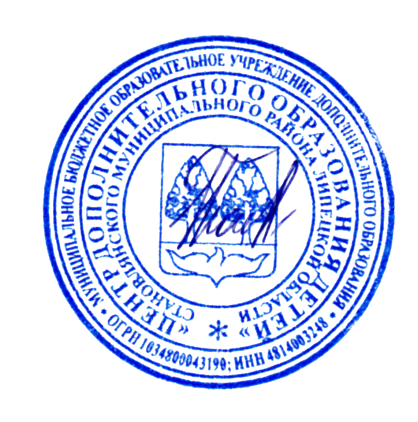 • МУНИЦИПАЛЬНОЕ БЮДЖЕТНОЕ ОБРАЗОВАТЕЛЬНОЕ УЧРЕЖДЕНИЕ ДОПОЛНИТЕЛЬНОГО ОБРАЗОВАНИЯ •
ОГРН 1034800043190; ИНН 4814003248
«ЦЕНТР ДОПОЛНИТЕЛЬНОГО ОБРАЗОВАНИЯ ДЕТЕЙ»
СТАНОВЛЯНСКОГО МУНИЦИПАЛЬНОГО РАЙОНА ЛИПЕЦКОЙ ОБЛАСТИ
*